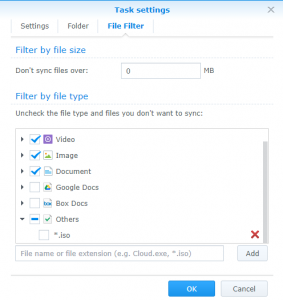 Task settings
Settings Folder File Filter
Filter by file size
Don't sync files over: 0 MB
Filter by file type
Uncheck the file type and files you don't want to sync:
Video
Image
Document
Google Docs
Box Docs
Others
*.iso
File name or file extension (e.g. Cloud.exe, *.iso) Add
OK Cancel